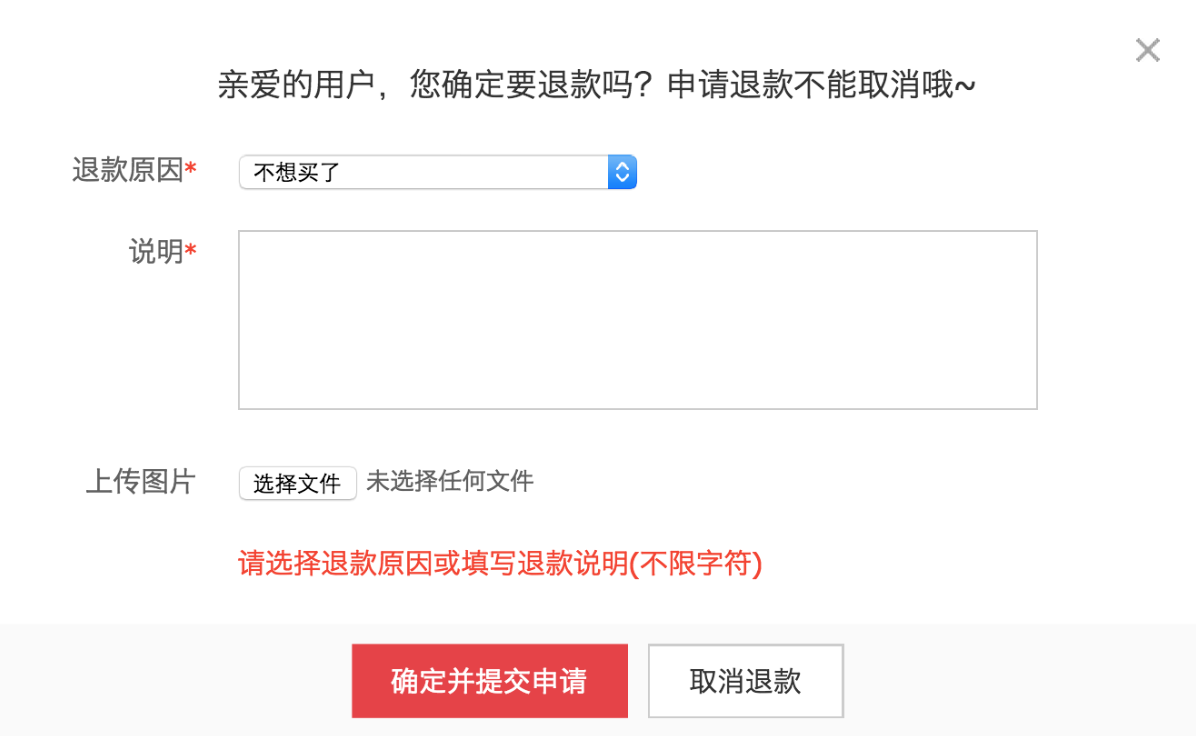 亲爱的用户，您确定要退款吗？申请退款不能取消哦~
退款原因* 不想买了
说明*
上传图片 选择文件 未选择任何文件
请选择退款原因或填写退款说明(不限字符)
确定并提交申请 取消退款